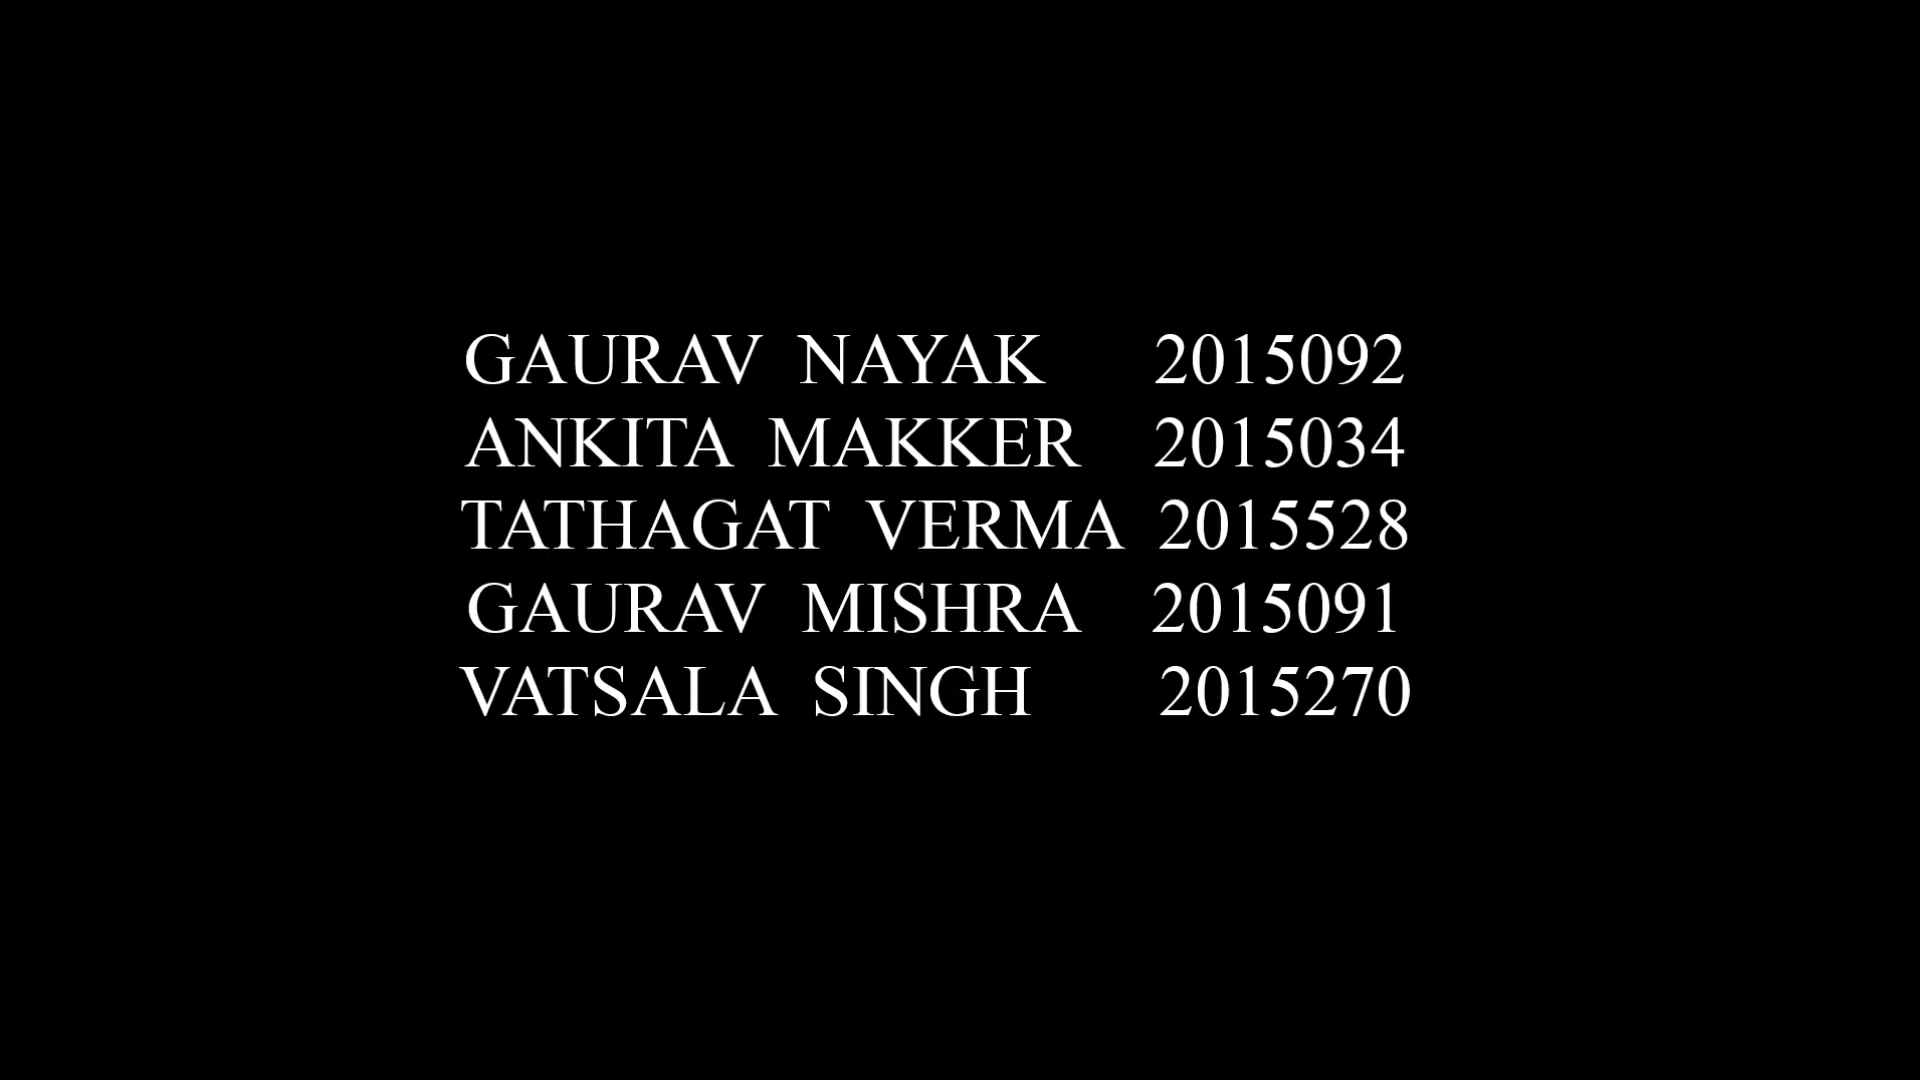 GAURAV NAYAK 2015092
ANKITA MAKKER 2015034
TATHAGAT VERMA 2015528
GAURAV MISHRA 2015091
VATSALA SINGH 2015270